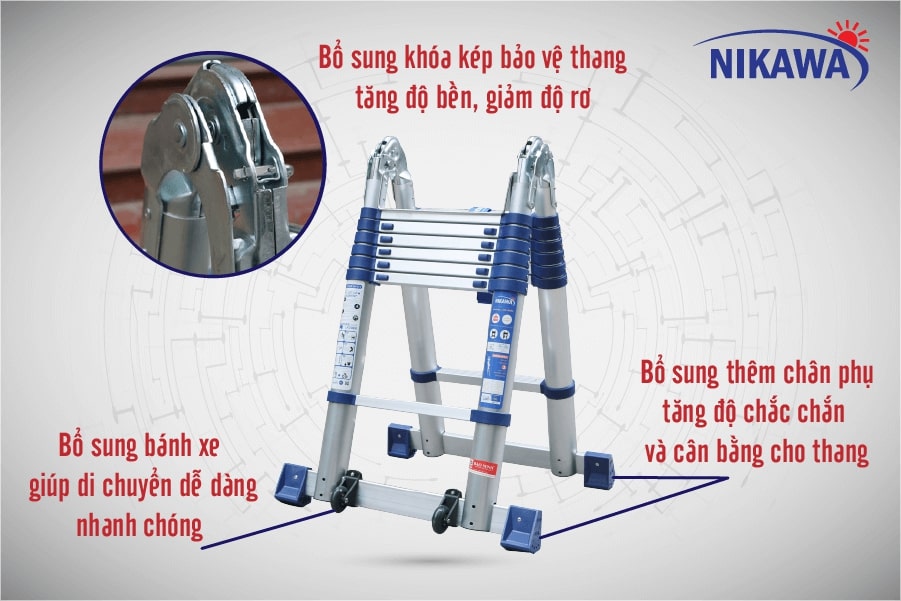 Bổ sung khóa kép bảo vệ thang
tăng độ bền, giảm độ rơ
NIKAWA
NIKAWA
Bổ sung thêm chân phụ
tăng độ chắc chắn
và cân bằng cho thang
Bổ sung bánh xe
giúp di chuyển dễ dàng
nhanh chóng